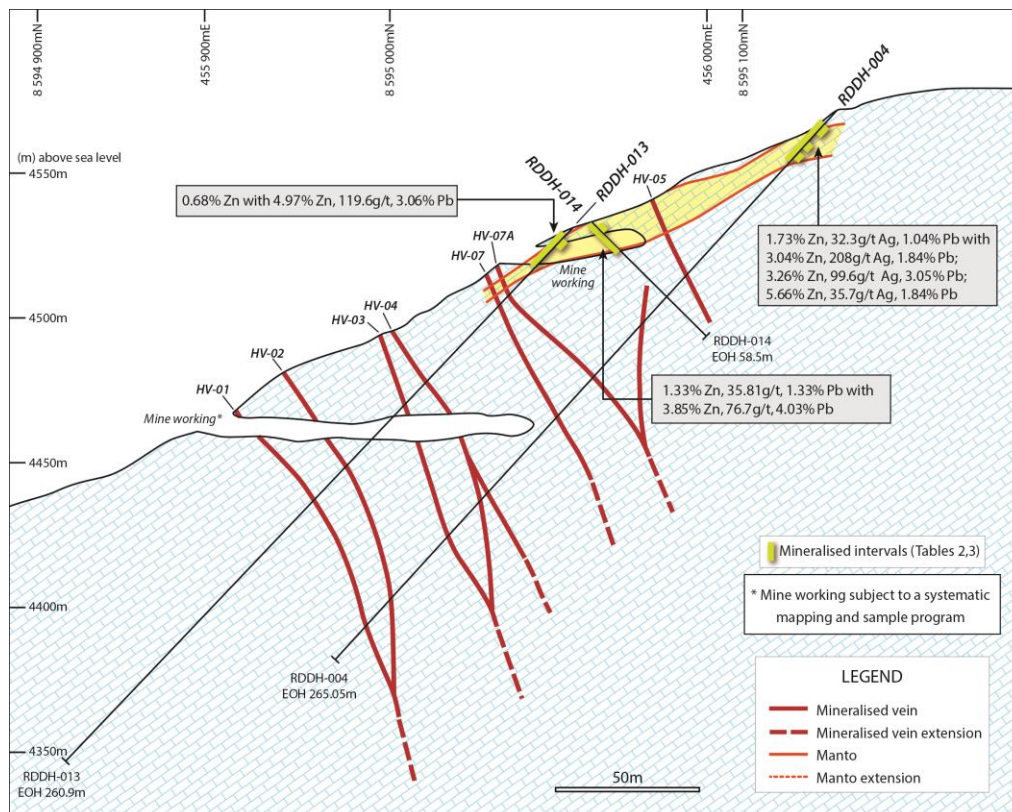 8 594 900mN
455 900mE
8 595 000mN
456 000mE
8 595 100mN
RDDH-004
(m) above sea level
4550m
RDDH-014
RDDH-013
HV-05
0.68% Zn with 4.97% Zn, 119.6g/t, 3.06% Pb
HV-07A
HV-07
Mine
working
1.73% Zn, 32.3g/t Ag, 1.04% Pb with
3.04% Zn, 208g/t Ag, 1.84% Pb;
3.26% Zn, 99.6g/t Ag, 3.05% Pb;
5.66% Zn, 35.7g/t Ag, 1.84% Pb
4500m
HV-04
HV-03
RDDH-014
EOH 58.5m
HV-02
HV-01
1.33% Zn, 35.81g/t, 1.33% Pb with
3.85% Zn, 76.7g/t, 4.03% Pb
Mine working*
4450m
Mineralised intervals (Tables 2,3)
* Mine working subject to a systematic
mapping and sample program
4400m
RDDH-004
EOH 265.05m
LEGEND
Mineralised vein
Mineralised vein extension
Manto
Manto extension
4350m
RDDH-013
EOH 260.9m
50m